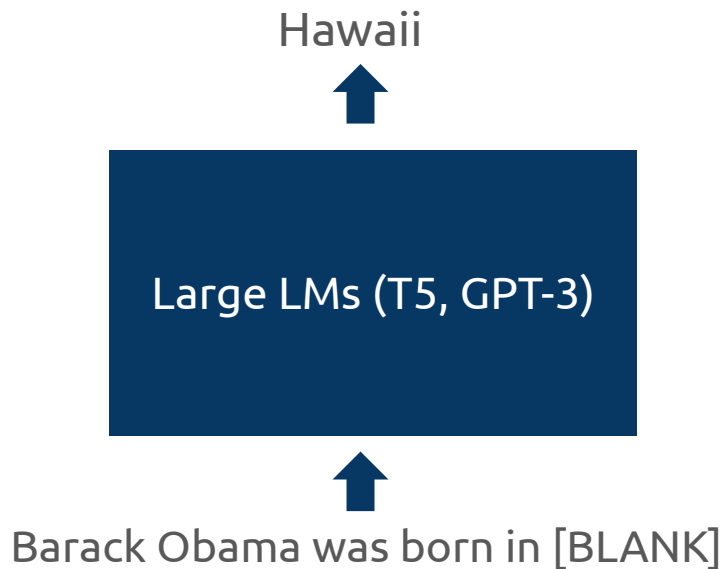 Hawaii
Large LMs (T5, GPT-3)
Barack Obama was born in [BLANK]